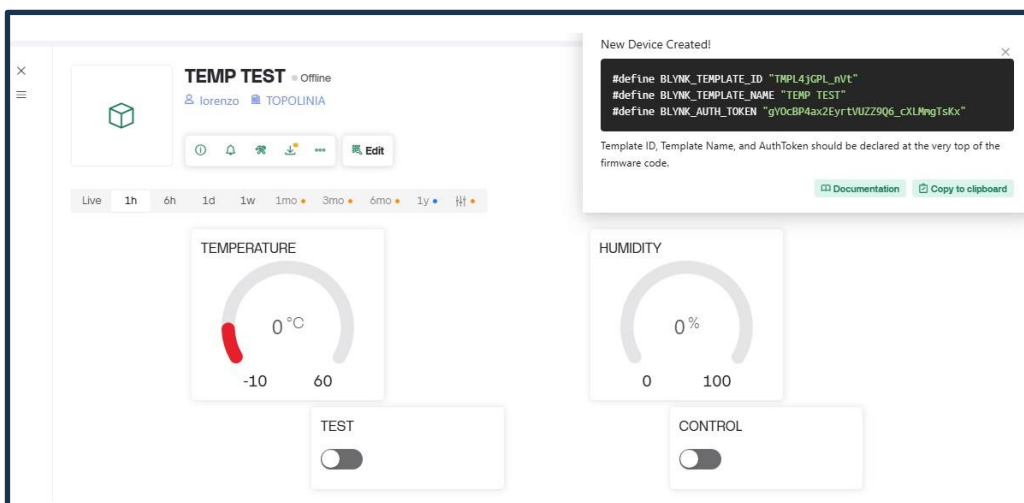 New Device Created!
#define BLYNK_TEMPLATE_ID "TMPL4jGPL_nVt"
#define BLYNK_TEMPLATE_NAME "TEMP TEST"
#define BLYNK_AUTH_TOKEN "gYOcBP4ax2EyrtVUZZ9Q6_cXLMmgTsKx"
Template ID, Template Name, and AuthToken should be declared at the very top of the
firmware code.
Documentation Copy to clipboard
TEMP TEST Offline
lorenzo TOPOLINIA
Edit
Live 1h 6h 1d 1w 1mo 3mo 6mo 1y
TEMPERATURE
0 °C
-10 60
HUMIDITY
0 %
0 100
TEST
CONTROL